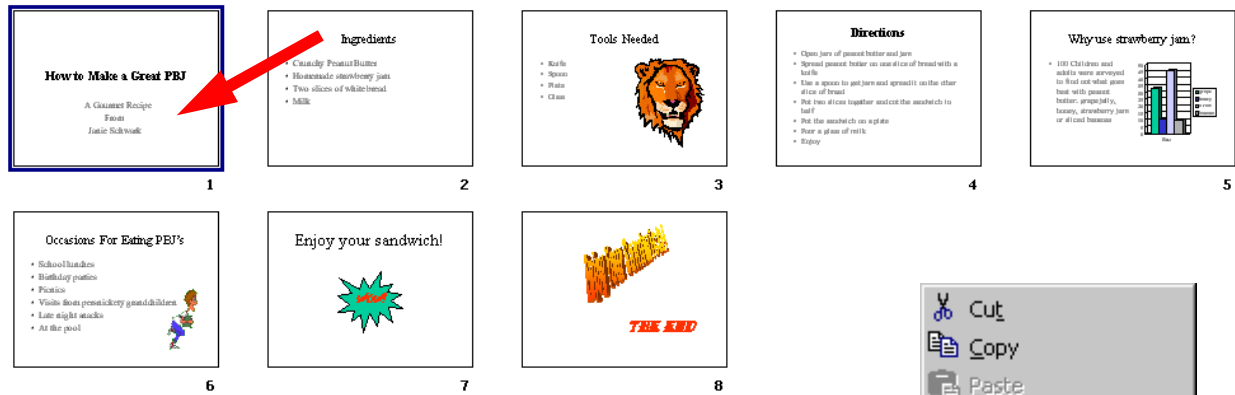 How to Make a Great PBJ
A Gourmet Recipe
From
Janie Schwark
1
Ingredients
• Crunchy Peanut Butter
• Homemade strawberry jam
• Two slices of white bread
• Milk
2
Tools Needed
• Knife
• Spoon
• Plate
• Glass
3
Directions
• Open jars of peanut butter and jam
• Spread peanut butter on one slice of bread with a
knife
• Use a spoon to get jam and spread it on the other
slice of bread
• Put two slices together and cut the sandwich in
half
• Put the sandwich on a plate
• Pour a glass of milk
• Enjoy
4
Why use strawberry jam?
• 100 Children and
adults were surveyed
to find out what goes
best with peanut
butter. grape jelly,
honey, strawberry jam
or sliced bananas
5
Occasions For Eating PBJ's
• School lunches
• Birthday parties
• Picnics
• Visits from persnickety grandchildren
• Late night snacks
• At the pool
6
Enjoy your sandwich!
WOW!
7
THE END
8
Cut
Copy
Paste